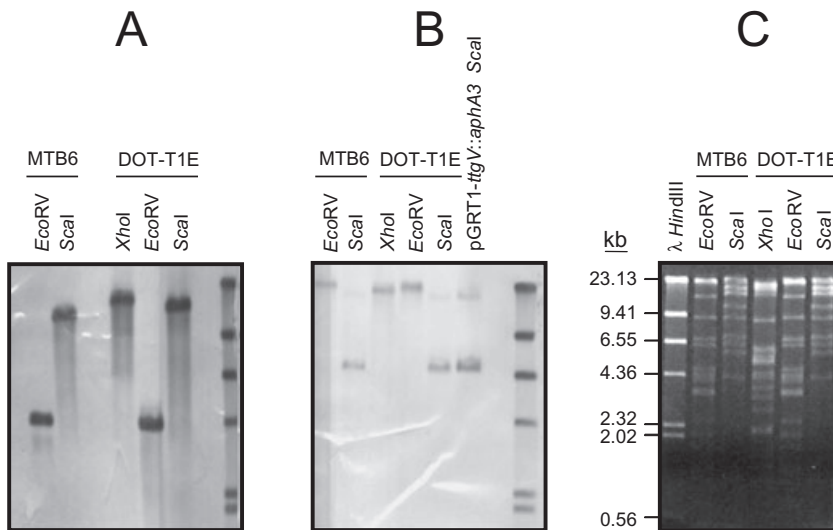 A
B
C
MTB6
DOT-T1E
EcoRV
ScaI
XhoI
EcoRV
ScaI
MTB6
DOT-T1E
EcoRV
ScaI
XhoI
EcoRV
ScaI
pGRT1-ttgV::aphA3 ScaI
MTB6
DOT-T1E
kb
λ HindIII
EcoRV
ScaI
Xho I
EcoRV
ScaI
23.13
9.41
6.55
4.36
2.32
2.02
0.56